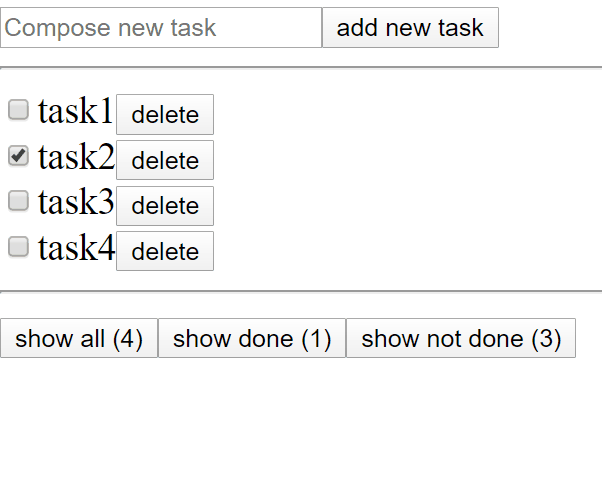 Compose new task add new task
task1 delete
task2 delete
task3 delete
task4 delete
show all (4) show done (1) show not done (3)